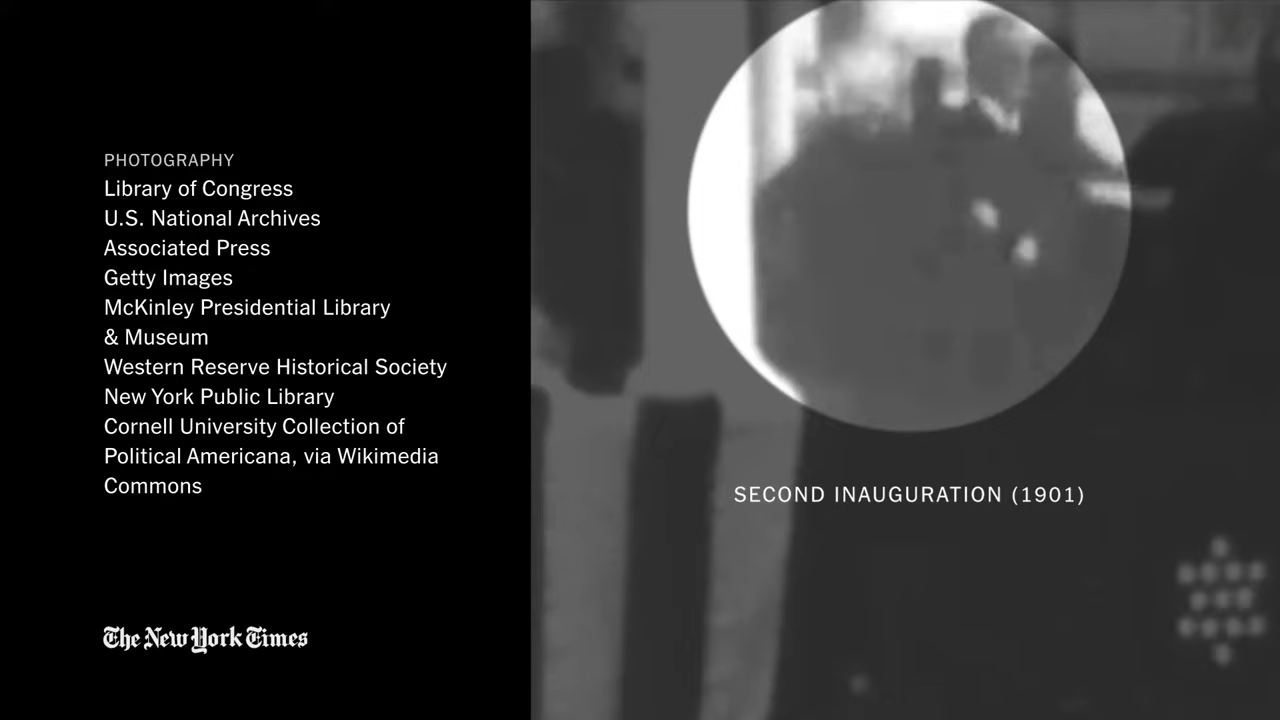 PHOTOGRAPHY
Library of Congress
U.S. National Archives
Associated Press
Getty Images
McKinley Presidential Library
& Museum
Western Reserve Historical Society
New York Public Library
Cornell University Collection of
Political Americana, via Wikimedia
Commons
The New York Times
SECOND INAUGURATION (1901)